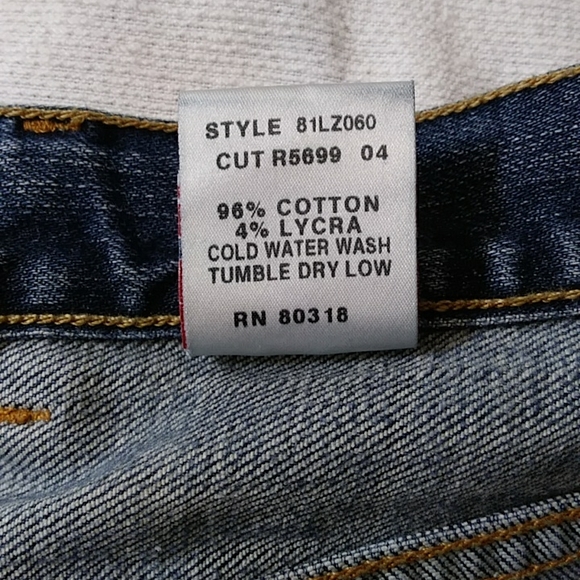 STYLE 81LZ060
CUT R5699 04
96% COTTON
4% LYCRA
COLD WATER WASH
TUMBLE DRY LOW
RN 80318